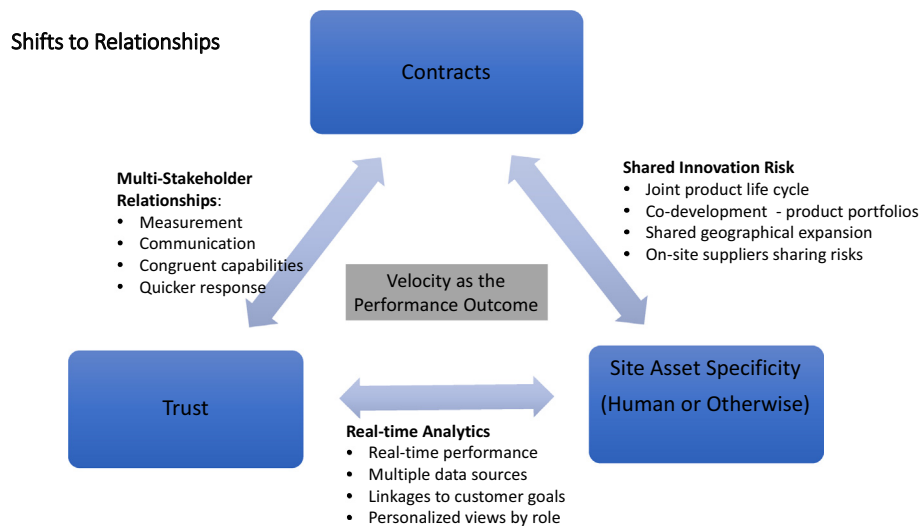 Shifts to Relationships
Contracts
Multi-Stakeholder
Relationships:
• Measurement
• Communication
• Congruent capabilities
• Quicker response
Shared Innovation Risk
• Joint product life cycle
• Co-development - product portfolios
• Shared geographical expansion
• On-site suppliers sharing risks
Velocity as the
Performance Outcome
Trust
Site Asset Specificity
(Human or Otherwise)
Real-time Analytics
• Real-time performance
• Multiple data sources
• Linkages to customer goals
• Personalized views by role